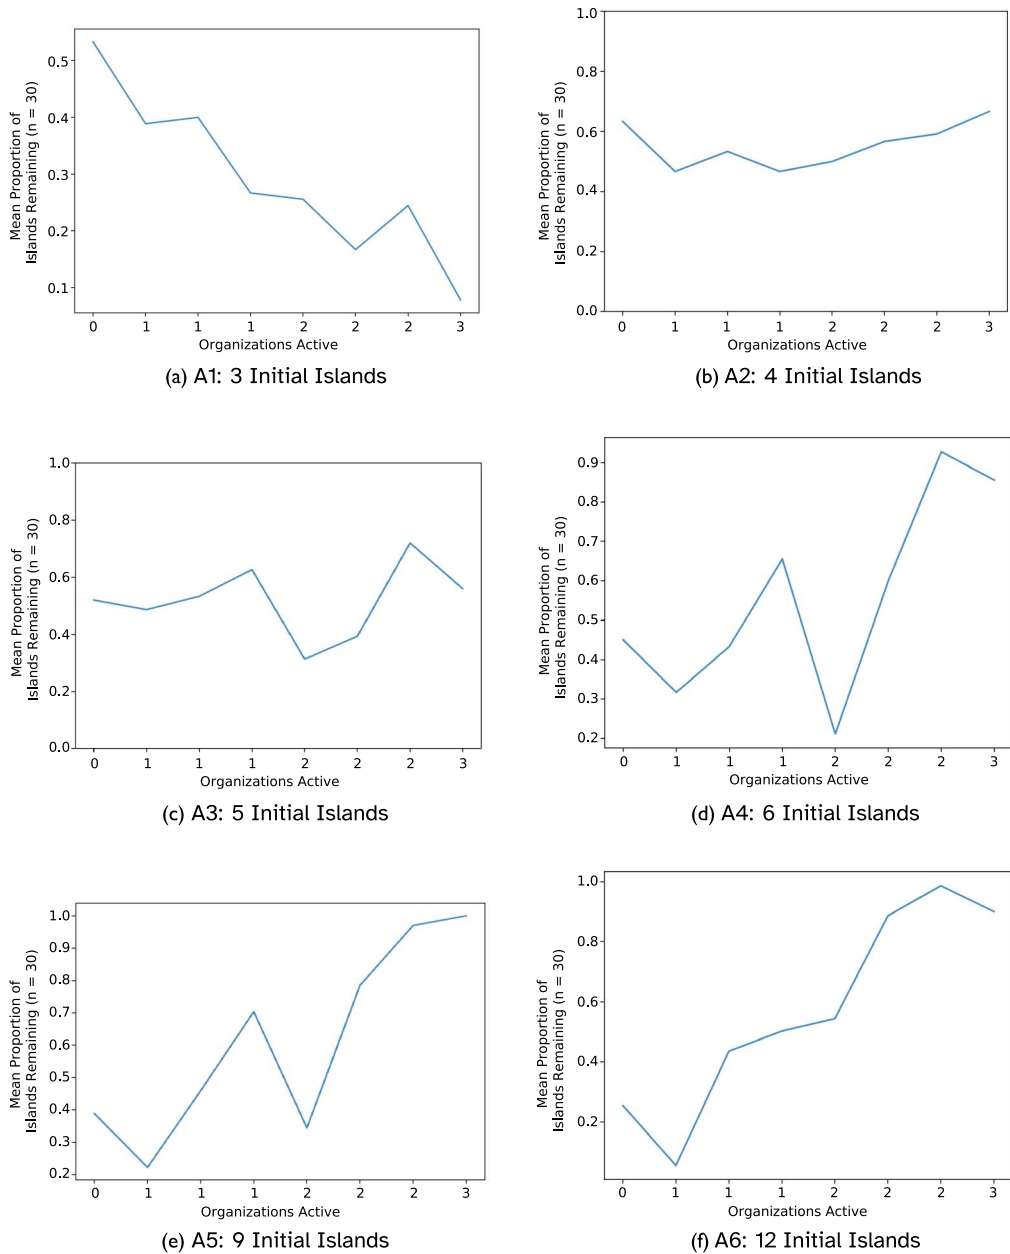 Mean Proportion of
Islands Remaining (n = 30)
0.5
0.4
0.3
0.2
0.1
0 1 1 1 2 2 2 3
Organizations Active
(a) A1: 3 Initial Islands
Mean Proportion of
Islands Remaining (n = 30)
1.0
0.8
0.6
0.4
0.2
0.0
0 1 1 1 2 2 2 3
Organizations Active
(b) A2: 4 Initial Islands
Mean Proportion of
Islands Remaining (n = 30)
1.0
0.8
0.6
0.4
0.2
0.0
0 1 1 1 2 2 2 3
Organizations Active
(c) A3: 5 Initial Islands
Mean Proportion of
Islands Remaining (n = 30)
0.9
0.8
0.7
0.6
0.5
0.4
0.3
0.2
0 1 1 1 2 2 2 3
Organizations Active
(d) A4: 6 Initial Islands
Mean Proportion of
Islands Remaining (n = 30)
1.0
0.9
0.8
0.7
0.6
0.5
0.4
0.3
0.2
0 1 1 1 2 2 2 3
Organizations Active
(e) A5: 9 Initial Islands
Mean Proportion of
Islands Remaining (n = 30)
1.0
0.8
0.6
0.4
0.2
0 1 1 1 2 2 2 3
Organizations Active
(f) A6: 12 Initial Islands